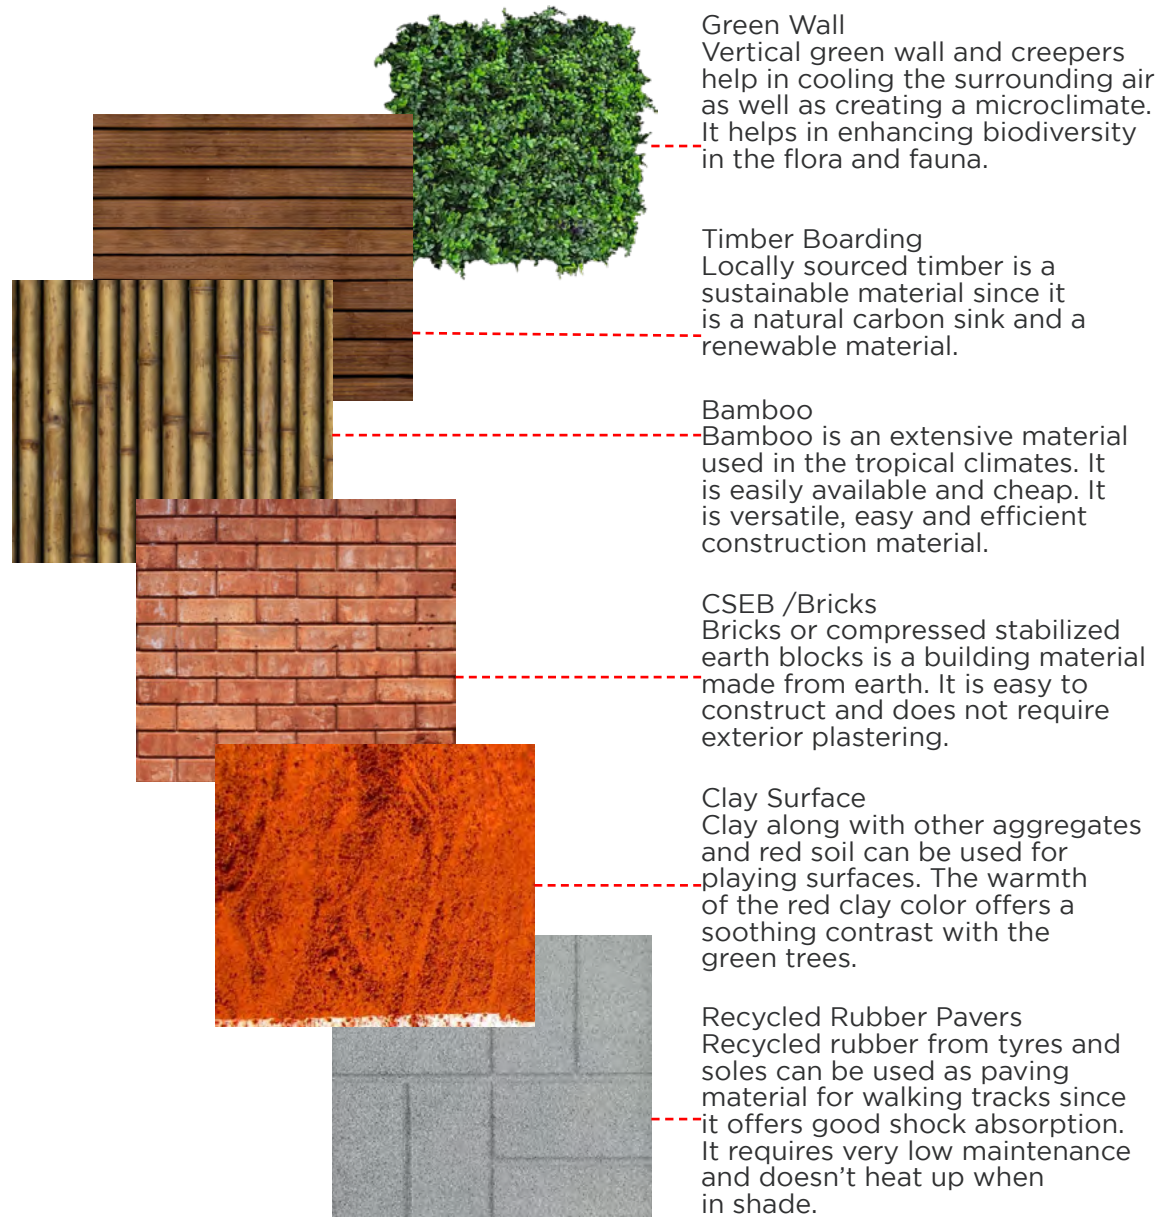 Green Wall
Vertical green wall and creepers
help in cooling the surrounding air
as well as creating a microclimate.
It helps in enhancing biodiversity
in the flora and fauna.
Timber Boarding
Locally sourced timber is a
sustainable material since it
is a natural carbon sink and a
renewable material.
Bamboo
Bamboo is an extensive material
used in the tropical climates. It
is easily available and cheap. It
is versatile, easy and efficient
construction material.
CSEB /Bricks
Bricks or compressed stabilized
earth blocks is a building material
made from earth. It is easy to
construct and does not require
exterior plastering.
Clay Surface
Clay along with other aggregates
and red soil can be used for
playing surfaces. The warmth
of the red clay color offers a
soothing contrast with the
green trees.
Recycled Rubber Pavers
Recycled rubber from tyres and
soles can be used as paving
material for walking tracks since
it offers good shock absorption.
It requires very low maintenance
and doesn’t heat up when
in shade.